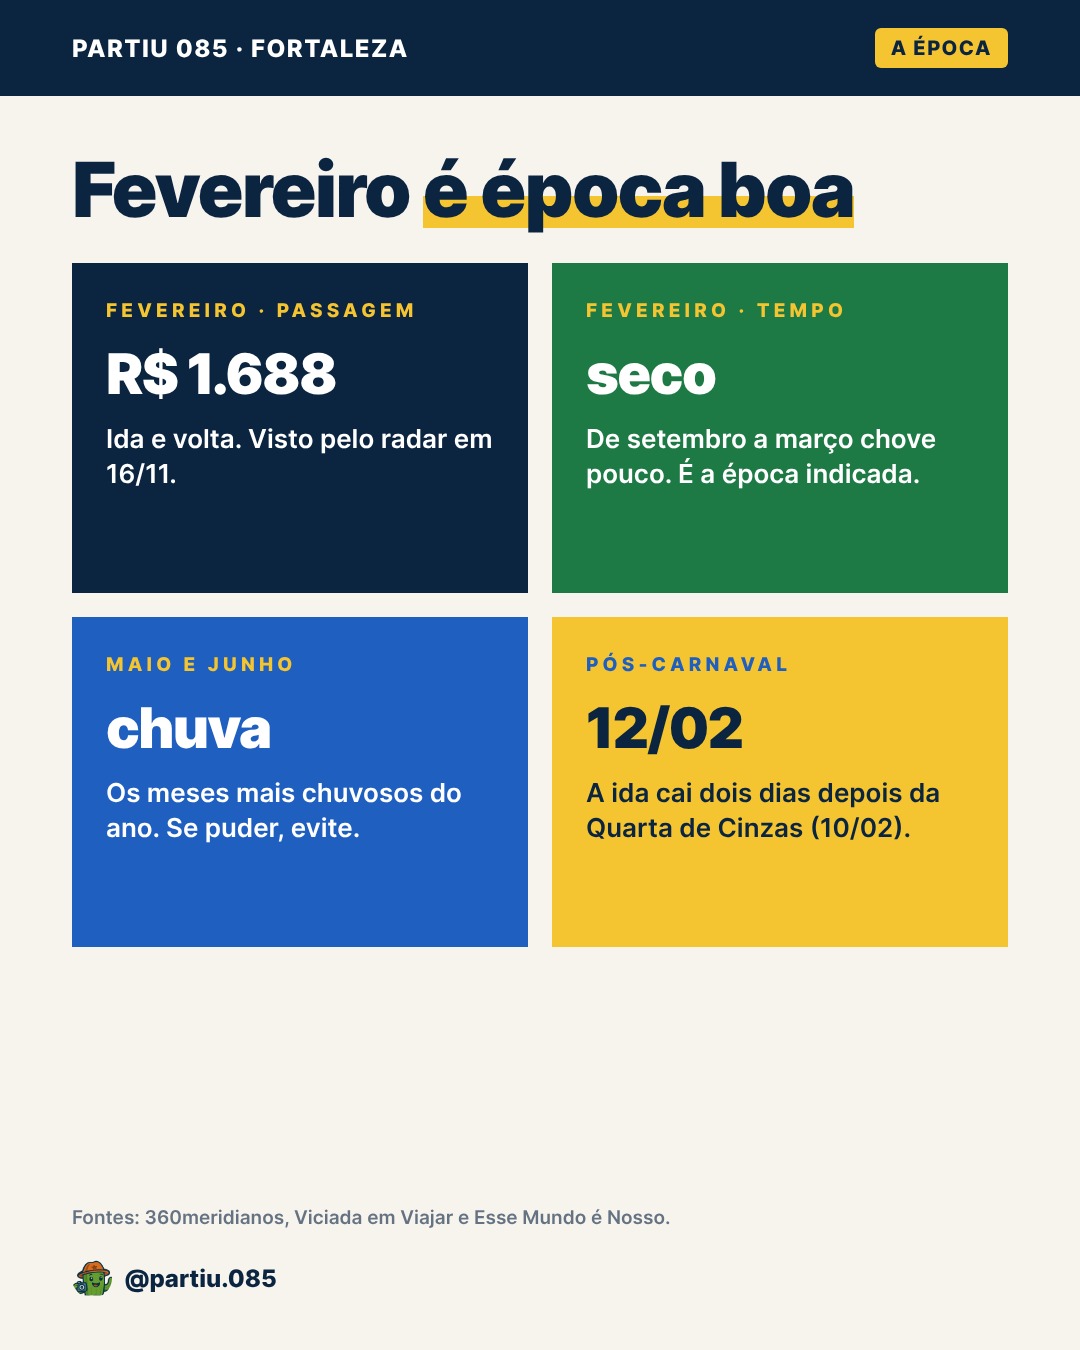 PARTIU 085 · FORTALEZA
A ÉPOCA
Fevereiro é época boa
FEVEREIRO · PASSAGEM
R$ 1.688
Ida e volta. Visto pelo radar em
16/11.
FEVEREIRO · TEMPO
seco
De setembro a março chove
pouco. É a época indicada.
MAIO E JUNHO
chuva
Os meses mais chuvosos do
ano. Se puder, evite.
PÓS-CARNAVAL
12/02
A ida cai dois dias depois da
Quarta de Cinzas (10/02).
Fontes: 360meridianos, Viciada em Viajar e Esse Mundo é Nosso.
@partiu.085